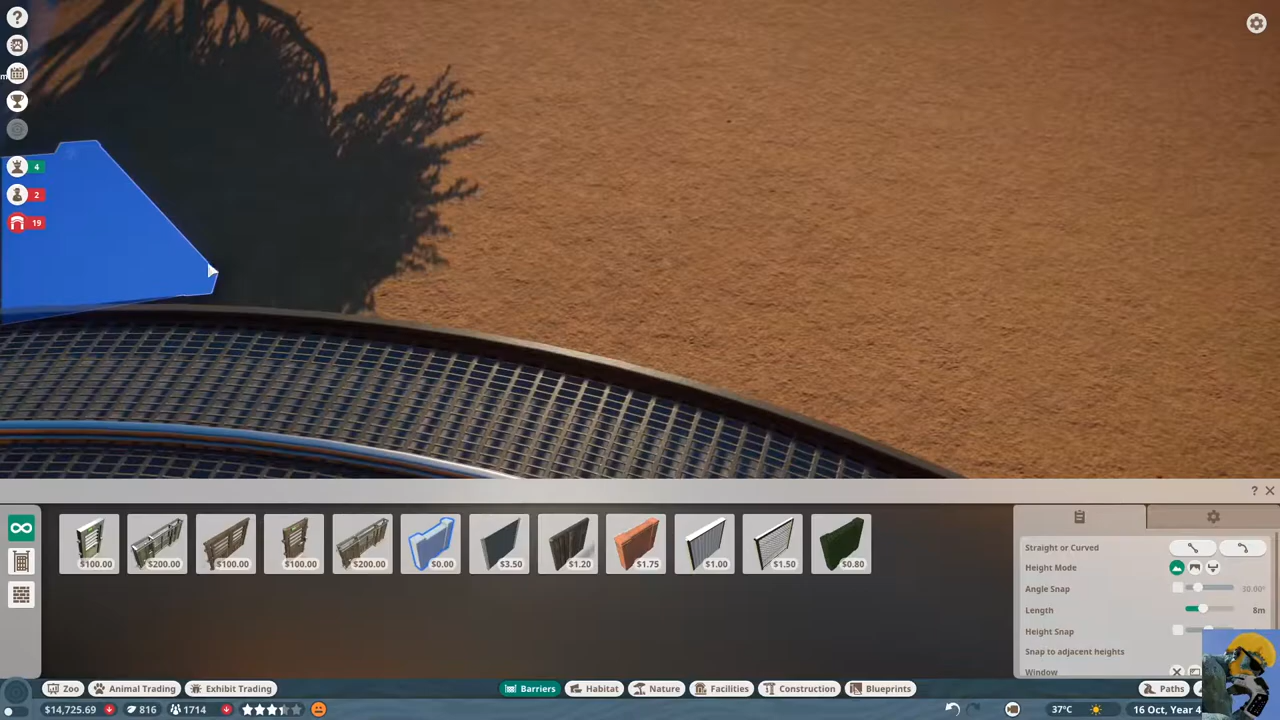 ?
m
4
2
19
? ×
$100.00 $200.00 $100.00 $100.00 $200.00 $0.00 $3.50 $1.20 $1.75 $1.00 $1.50 $0.80
Straight or Curved
Height Mode
Angle Snap 30.00°
Length 8m
Height Snap
Snap to adjacent heights
Window
Zoo Animal Trading Exhibit Trading Barriers Habitat Nature Facilities Construction Blueprints Paths
$14,725.69 816 1714 37°C 16 Oct, Year 4